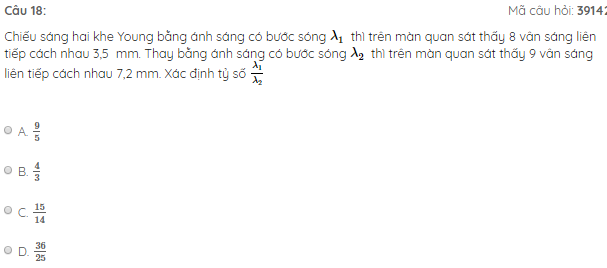 Câu 18:
Mã câu hỏi: 39142
Chiếu sáng hai khe Young bằng ánh sáng có bước sóng λ₁ thì trên màn quan sát thấy 8 vân sáng liên
tiếp cách nhau 3,5 mm. Thay bằng ánh sáng có bước sóng λ₂ thì trên màn quan sát thấy 9 vân sáng
liên tiếp cách nhau 7,2 mm. Xác định tỷ số λ₁/λ₂
A. 9/5
B. 4/3
C. 15/14
D. 36/25